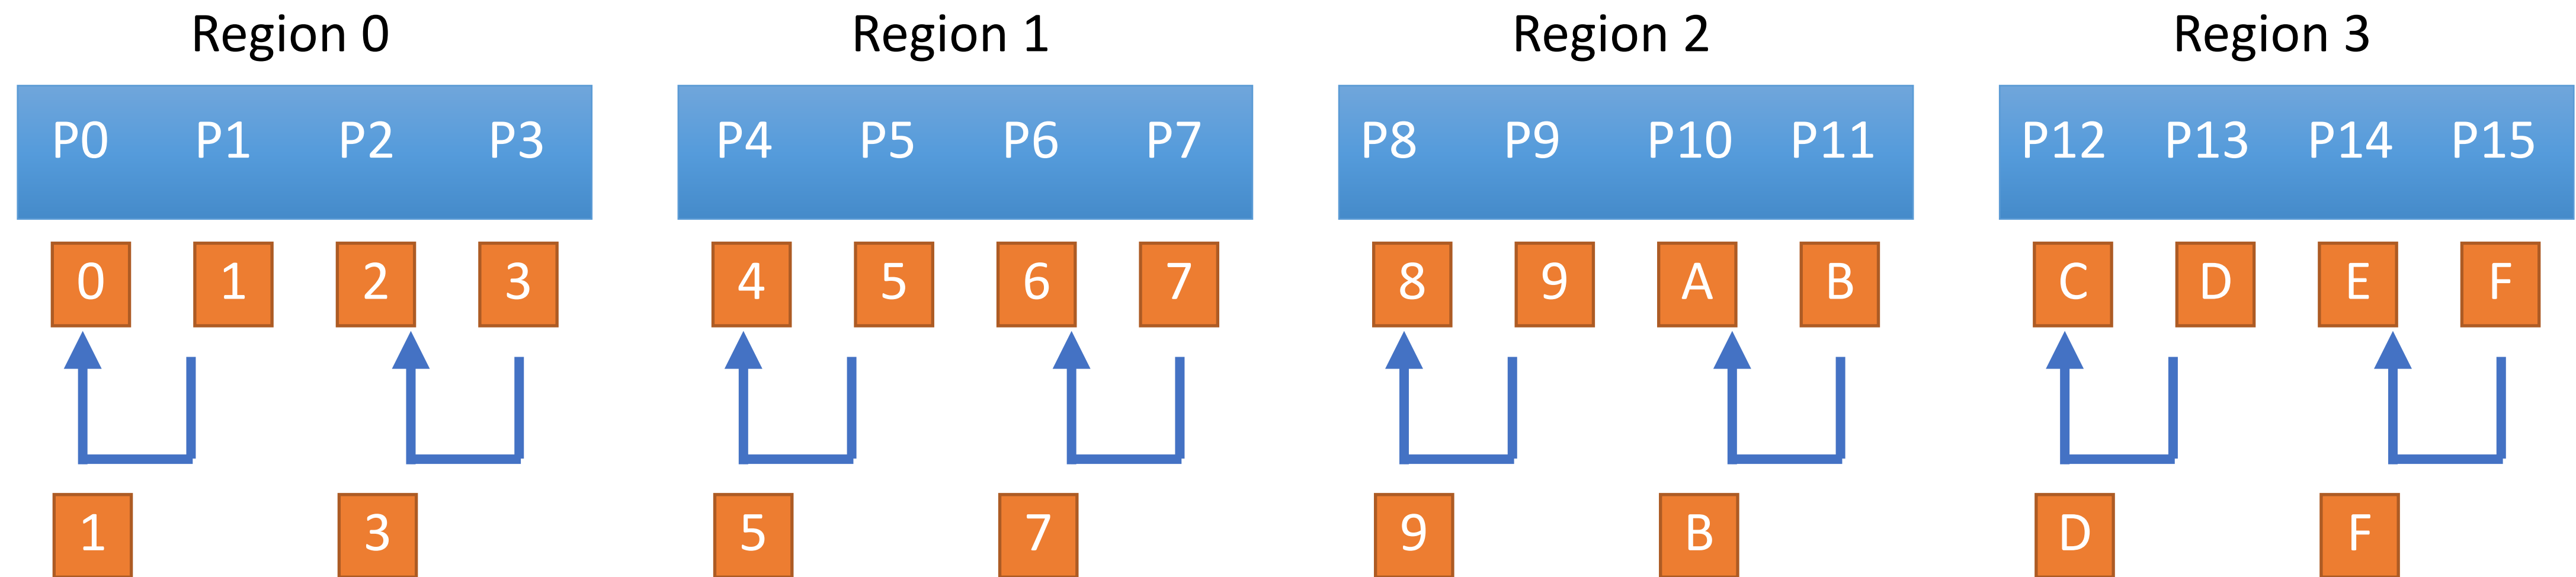 Region 0 Region 1 Region 2 Region 3
P0 P1 P2 P3 P4 P5 P6 P7 P8 P9 P10 P11 P12 P13 P14 P15
0 1 2 3 4 5 6 7 8 9 A B C D E F
1 3 5 7 9 B D F